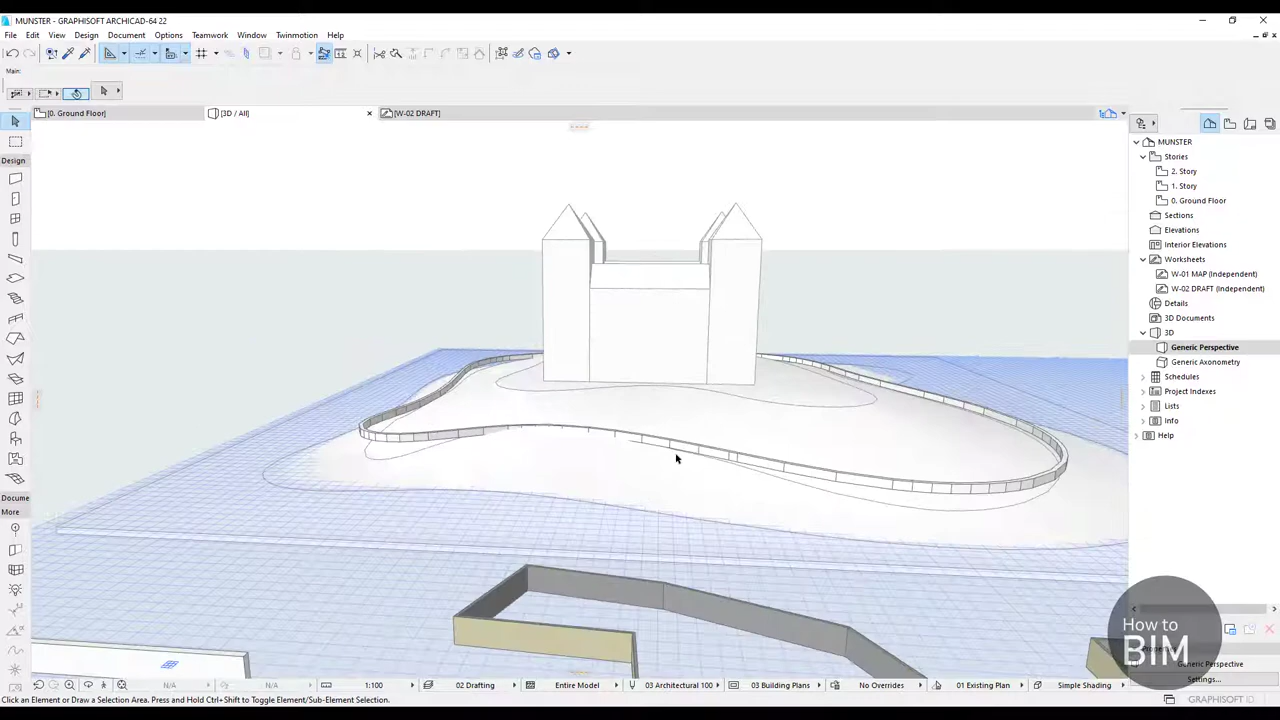 MUNSTER - GRAPHISOFT ARCHICAD-64 22
File Edit View Design Document Options Teamwork Window Twinmotion Help
Main:
[0. Ground Floor]
[3D / All]
[W-02 DRAFT]
Design
Docume
More
MUNSTER
Stories
2. Story
1. Story
0. Ground Floor
Sections
Elevations
Interior Elevations
Worksheets
W-01 MAP (Independent)
W-02 DRAFT (Independent)
Details
3D Documents
3D
Generic Perspective
Generic Axonometry
Schedules
Project Indexes
Lists
Info
Help
How to
BIM
Generic Perspective
Settings...
N/A
N/A
1:100
02 Drafting
Entire Model
03 Architectural 100
03 Building Plans
No Overrides
01 Existing Plan
Simple Shading
Click an Element or Draw a Selection Area. Press and Hold Ctrl+Shift to Toggle Element/Sub-Element Selection.
GRAPHISOFT ID